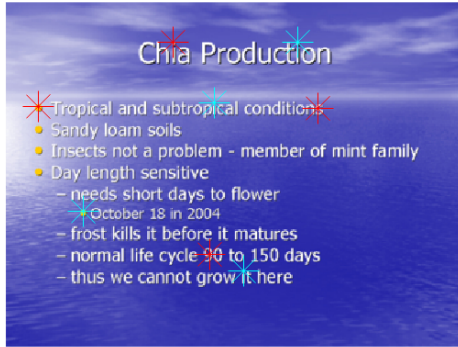 Chia Production
• Tropical and subtropical conditions
• Sandy loam soils
• Insects not a problem - member of mint family
• Day length sensitive
– needs short days to flower
• October 18 in 2004
– frost kills it before it matures
– normal life cycle 90 to 150 days
– thus we cannot grow it here